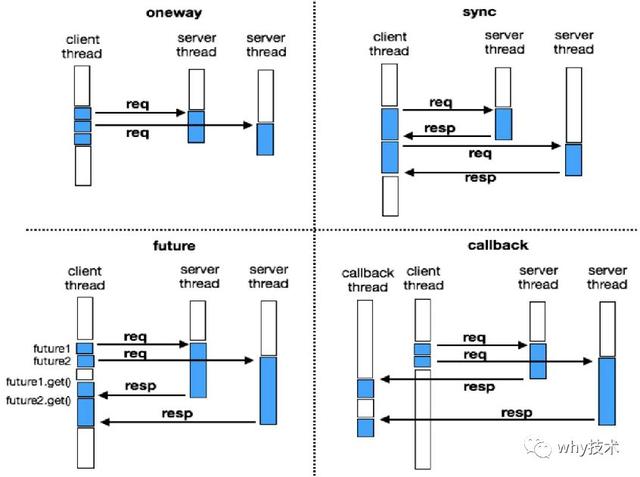 oneway
client
thread
server
thread
server
thread
req
req
sync
client
thread
server
thread
server
thread
req
resp
req
resp
future
client
thread
server
thread
server
thread
future1
future2
future1.get()
future2.get()
req
req
resp
resp
callback
callback
thread
client
thread
server
thread
server
thread
req
req
resp
resp
why技术